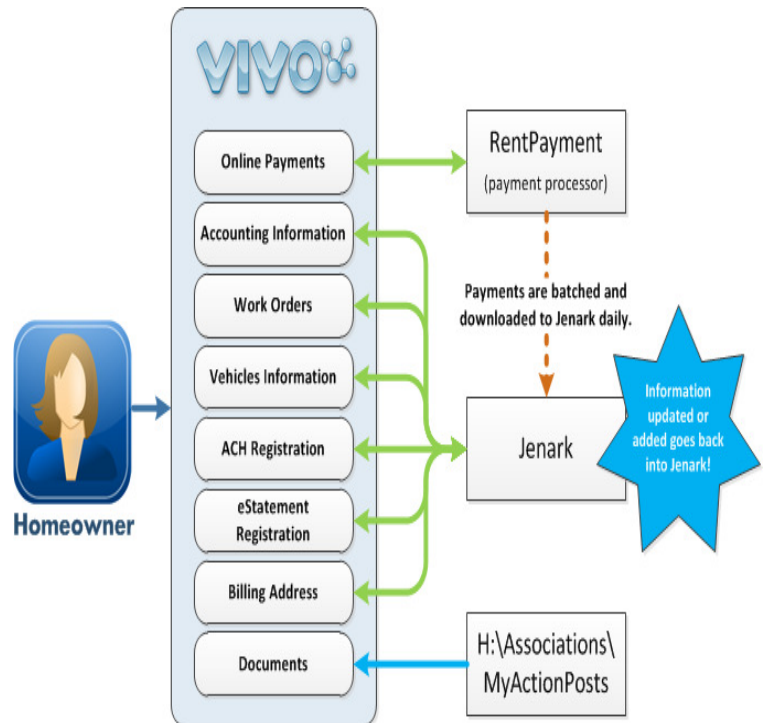 VIVO
Online Payments
Accounting Information
Work Orders
Vehicles Information
ACH Registration
eStatement
Registration
Billing Address
Documents
Homeowner
RentPayment
(payment processor)
Payments are batched and
downloaded to Jenark daily.
Jenark
Information
updated or
added goes back
into Jenark!
H:\Associations\
MyActionPosts